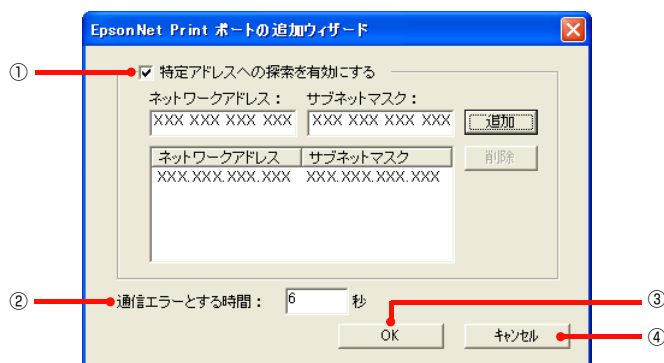 EpsonNet Print ポートの追加ウィザード
① 特定アドレスへの探索を有効にする
ネットワークアドレス： サブネットマスク：
XXX XXX XXX XXX XXX XXX XXX XXX 追加
ネットワークアドレス サブネットマスク 削除
XXX.XXX.XXX.XXX XXX.XXX.XXX.XXX
② 通信エラーとする時間： 6 秒
③
OK キャンセル ④